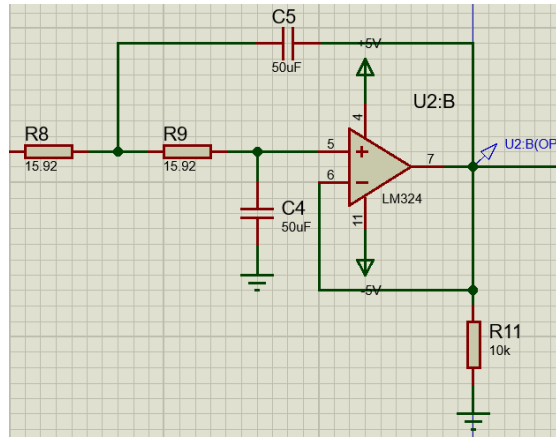 C5
50uF
+5V
U2:B
4
R8
15.92
R9
15.92
5
6
7
U2:B(OP
LM324
11
C4
50uF
-5V
R11
10k